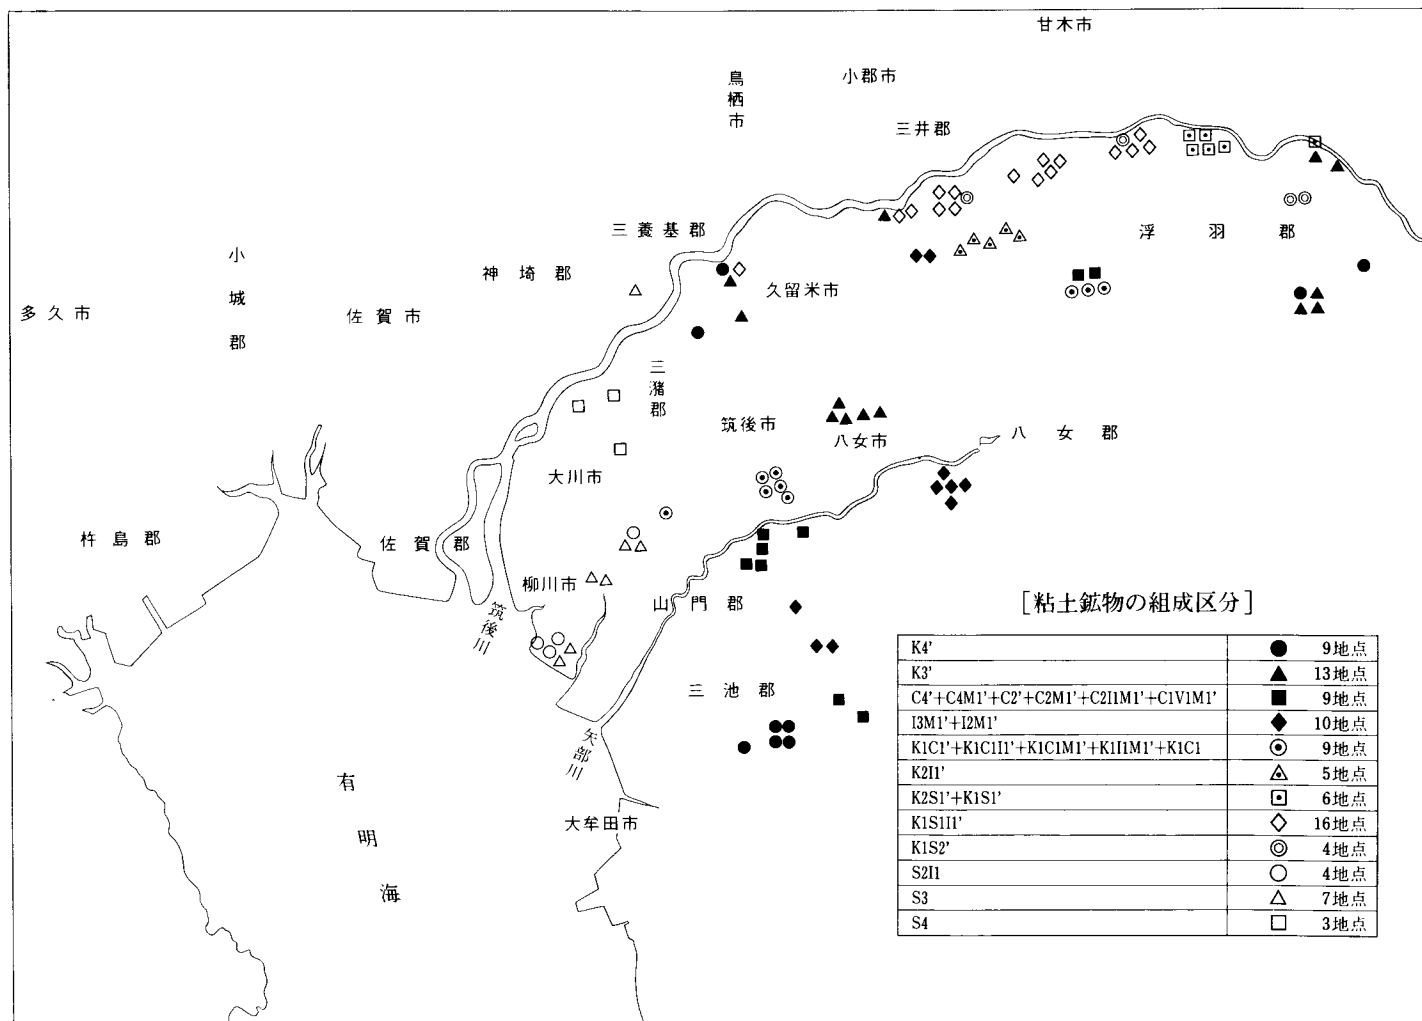 甘木市
小郡市
鳥栖市
三井郡
三養基郡
浮羽郡
小城郡
神埼郡
久留米市
多久市
佐賀市
三潴郡
筑後市
八女市
八女郡
大川市
杵島郡
佐賀郡
柳川市
山門郡
筑後川
三池郡
矢部川
有明海
大牟田市
[粘土鉱物の組成区分]
K4' ● 9地点
K3' ▲ 13地点
C4'+C4M1'+C2'+C2M1'+C2I1M1'+C1V1M1' ■ 9地点
I3M1'+I2M1' ◆ 10地点
K1C1'+K1C1I1'+K1C1M1'+K1I1M1'+K1C1 9地点
K2I1' 5地点
K2S1'+K1S1' 6地点
K1S1I1' ◇ 16地点
K1S2' ◎ 4地点
S2I1 ○ 4地点
S3 △ 7地点
S4 □ 3地点